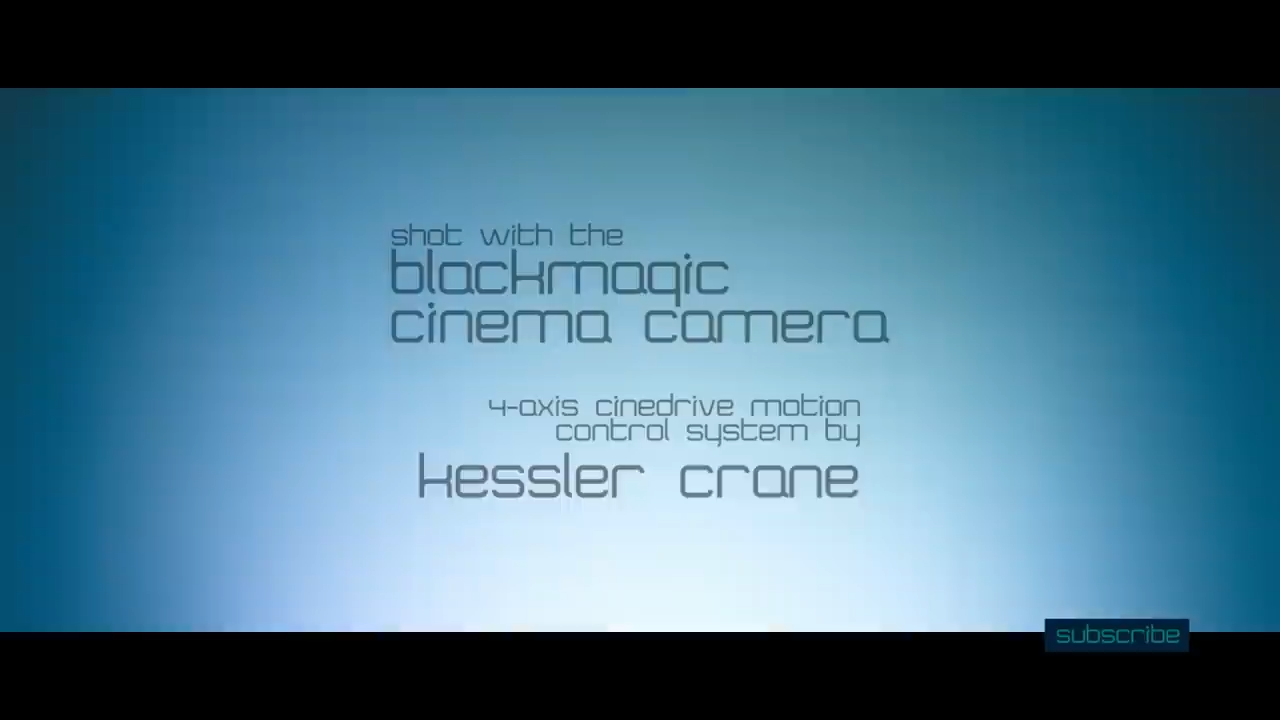 shot with the
blackmagic
cinema camera
4-axis cinedrive motion
control system by
kessler crane
subscribe